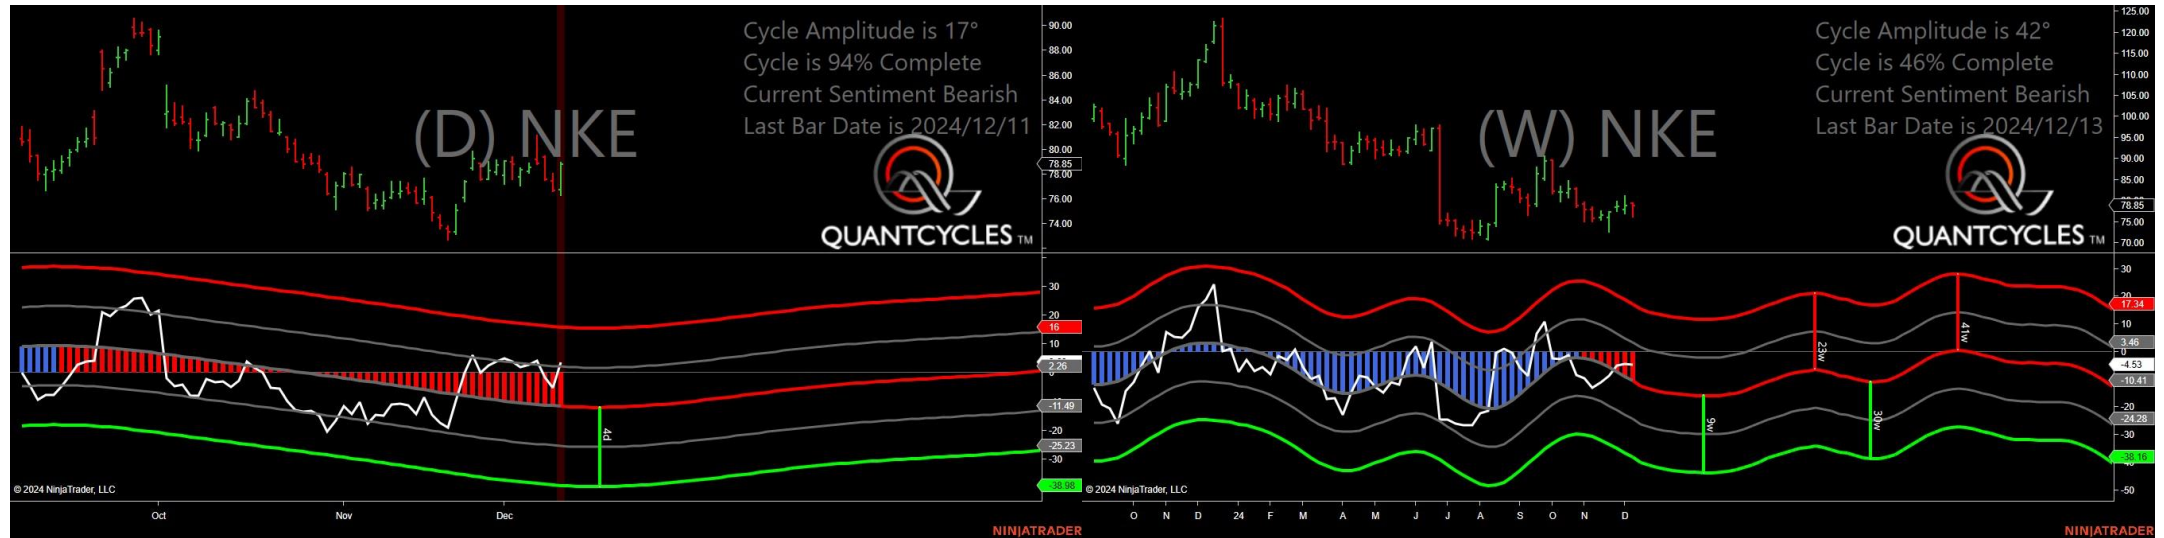 Cycle Amplitude is 17°
Cycle is 94% Complete
Current Sentiment Bearish
Last Bar Date is 2024/12/11
(D) NKE
QUANTCYCLES TM
90.00
88.00
86.00
84.00
82.00
80.00
78.85
78.00
76.00
74.00
30
20
16
10
2.26
0
-11.49
-20
-25.23
-30
-38.98
4d
© 2024 NinjaTrader, LLC
Oct
Nov
Dec
NINJATRADER
Cycle Amplitude is 42°
Cycle is 46% Complete
Current Sentiment Bearish
Last Bar Date is 2024/12/13
(W) NKE
QUANTCYCLES TM
125.00
120.00
115.00
110.00
105.00
100.00
95.00
90.00
85.00
78.85
75.00
70.00
30
17.34
10
3.46
0
-4.53
-10.41
-20
-24.28
-30
-38.16
-50
9w
23w
30w
41w
© 2024 NinjaTrader, LLC
O N D 24 F M A M J J A S O N D
NINJATRADER